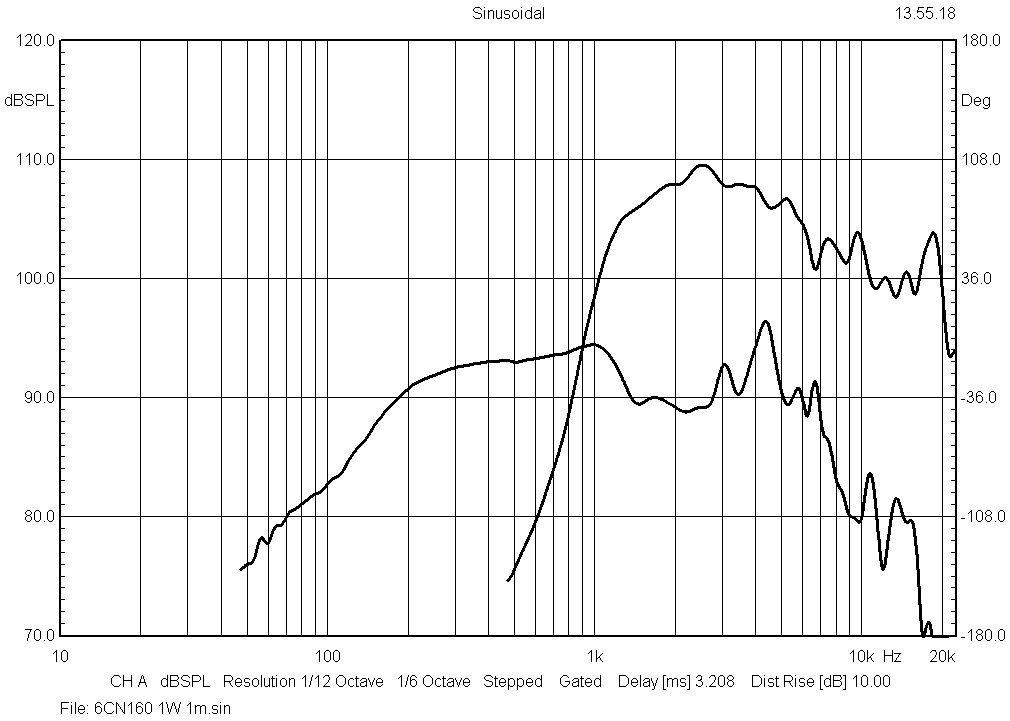 Sinusoidal 13.55.18
120.0 180.0
dBSPL Deg
110.0 108.0
100.0 36.0
90.0 -36.0
80.0 -108.0
70.0 -180.0
10 100 1k 10k Hz 20k
CH A dBSPL Resolution 1/12 Octave 1/6 Octave Stepped Gated Delay [ms] 3.208 Dist Rise [dB] 10.00
File: 6CN160 1W 1m.sin